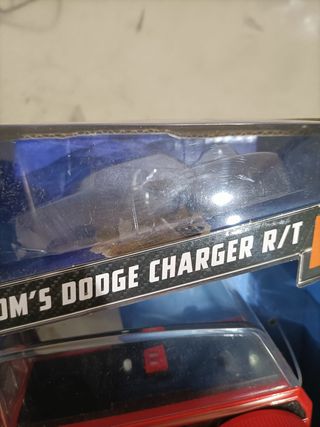 OM'S DODGE CHARGER R/T